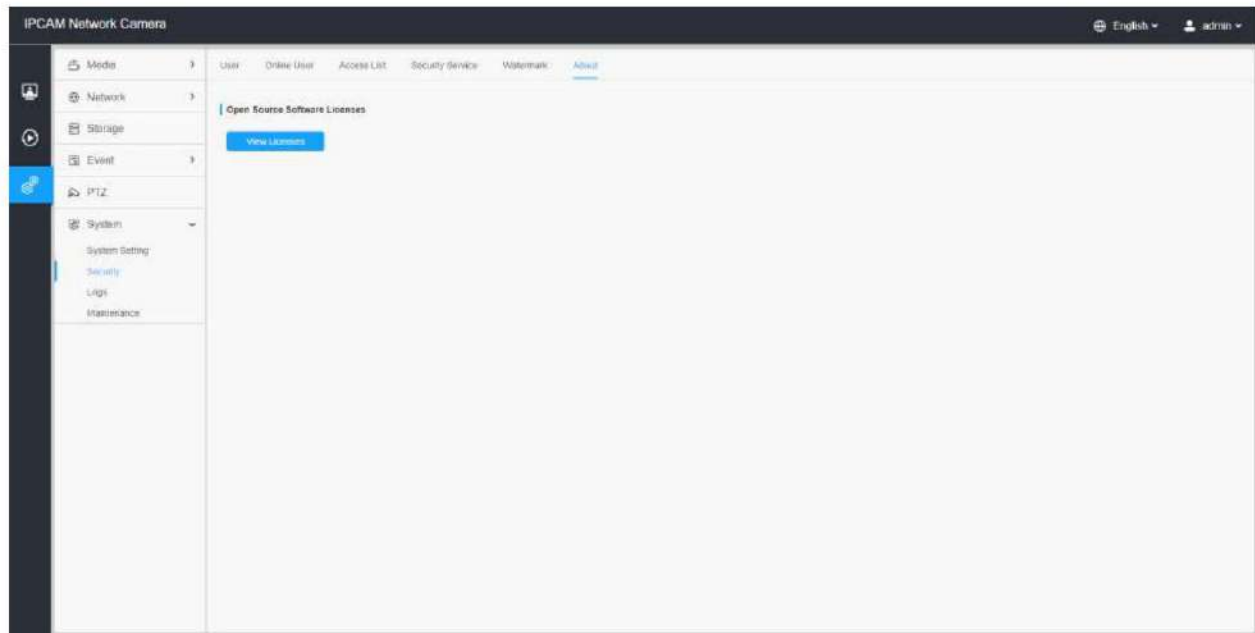 IPCAM Network Camera
English
admin
Media
Network
Storage
Event
PTZ
System
System Setting
Security
Logs
Maintenance
User Online User Access List Security Service Watermark About
Open Source Software Licenses
View Licenses